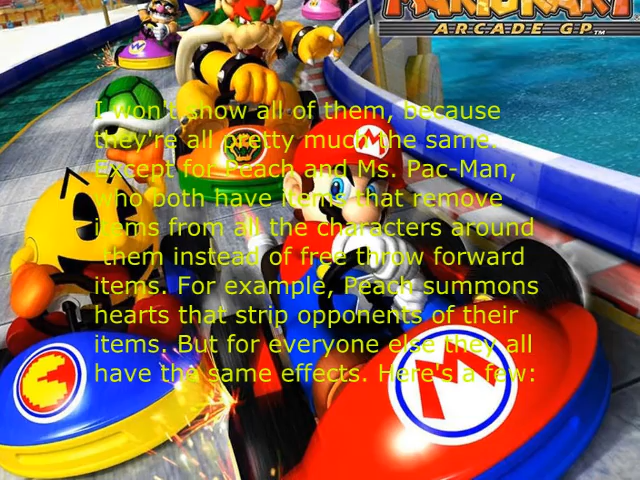 MARIOKART
ARCADE GP™
I won't show all of them, because
they're all pretty much the same.
Except for Peach and Ms. Pac-Man,
who both have items that remove
items from all the characters around
them instead of free throw forward
items. For example, Peach summons
hearts that strip opponents of their
items. But for everyone else they all
have the same effects. Here's a few:
M
M
W